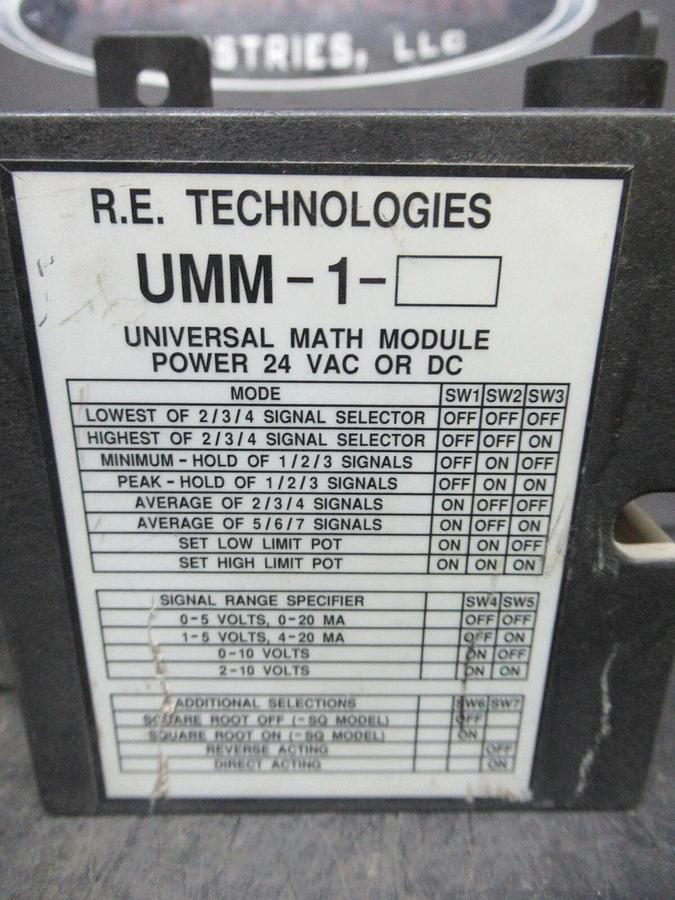 STRIES, LLC
R.E. TECHNOLOGIES
UMM-1-
UNIVERSAL MATH MODULE
POWER 24 VAC OR DC
MODE SW1 SW2 SW3
LOWEST OF 2/3/4 SIGNAL SELECTOR OFF OFF OFF
HIGHEST OF 2/3/4 SIGNAL SELECTOR OFF OFF ON
MINIMUM-HOLD OF 1/2/3 SIGNALS OFF ON OFF
PEAK-HOLD OF 1/2/3 SIGNALS OFF ON ON
AVERAGE OF 2/3/4 SIGNALS ON OFF OFF
AVERAGE OF 5/6/7 SIGNALS ON OFF ON
SET LOW LIMIT POT ON ON OFF
SET HIGH LIMIT POT ON ON ON
SIGNAL RANGE SPECIFIER SW4 SW5
0-5 VOLTS, 0-20 MA OFF OFF
1-5 VOLTS, 4-20 MA OFF ON
0-10 VOLTS ON OFF
2-10 VOLTS ON ON
ADDITIONAL SELECTIONS SW6 SW7
SQUARE ROOT OFF (-SQ MODEL) OFF
SQUARE ROOT ON (-SQ MODEL) ON
REVERSE ACTING OFF
DIRECT ACTING ON